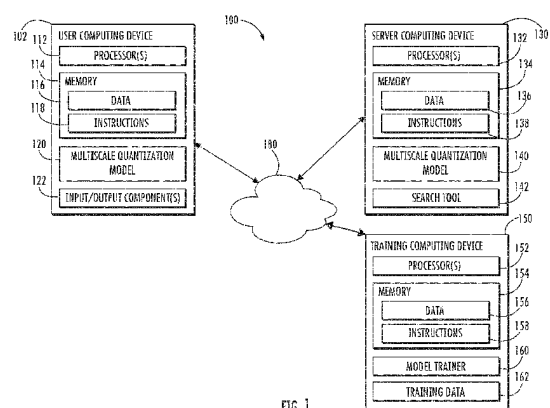 100
102
USER COMPUTING DEVICE
112
PROCESSOR(S)
114
MEMORY
116
DATA
118
INSTRUCTIONS
120
MULTISCALE QUANTIZATION
MODEL
122
INPUT/OUTPUT COMPONENT(S)
180
130
SERVER COMPUTING DEVICE
132
PROCESSOR(S)
134
MEMORY
136
DATA
138
INSTRUCTIONS
140
MULTISCALE QUANTIZATION
MODEL
142
SEARCH TOOL
150
TRAINING COMPUTING DEVICE
152
PROCESSOR(S)
154
MEMORY
156
DATA
158
INSTRUCTIONS
160
MODEL TRAINER
162
TRAINING DATA
FIG. 1